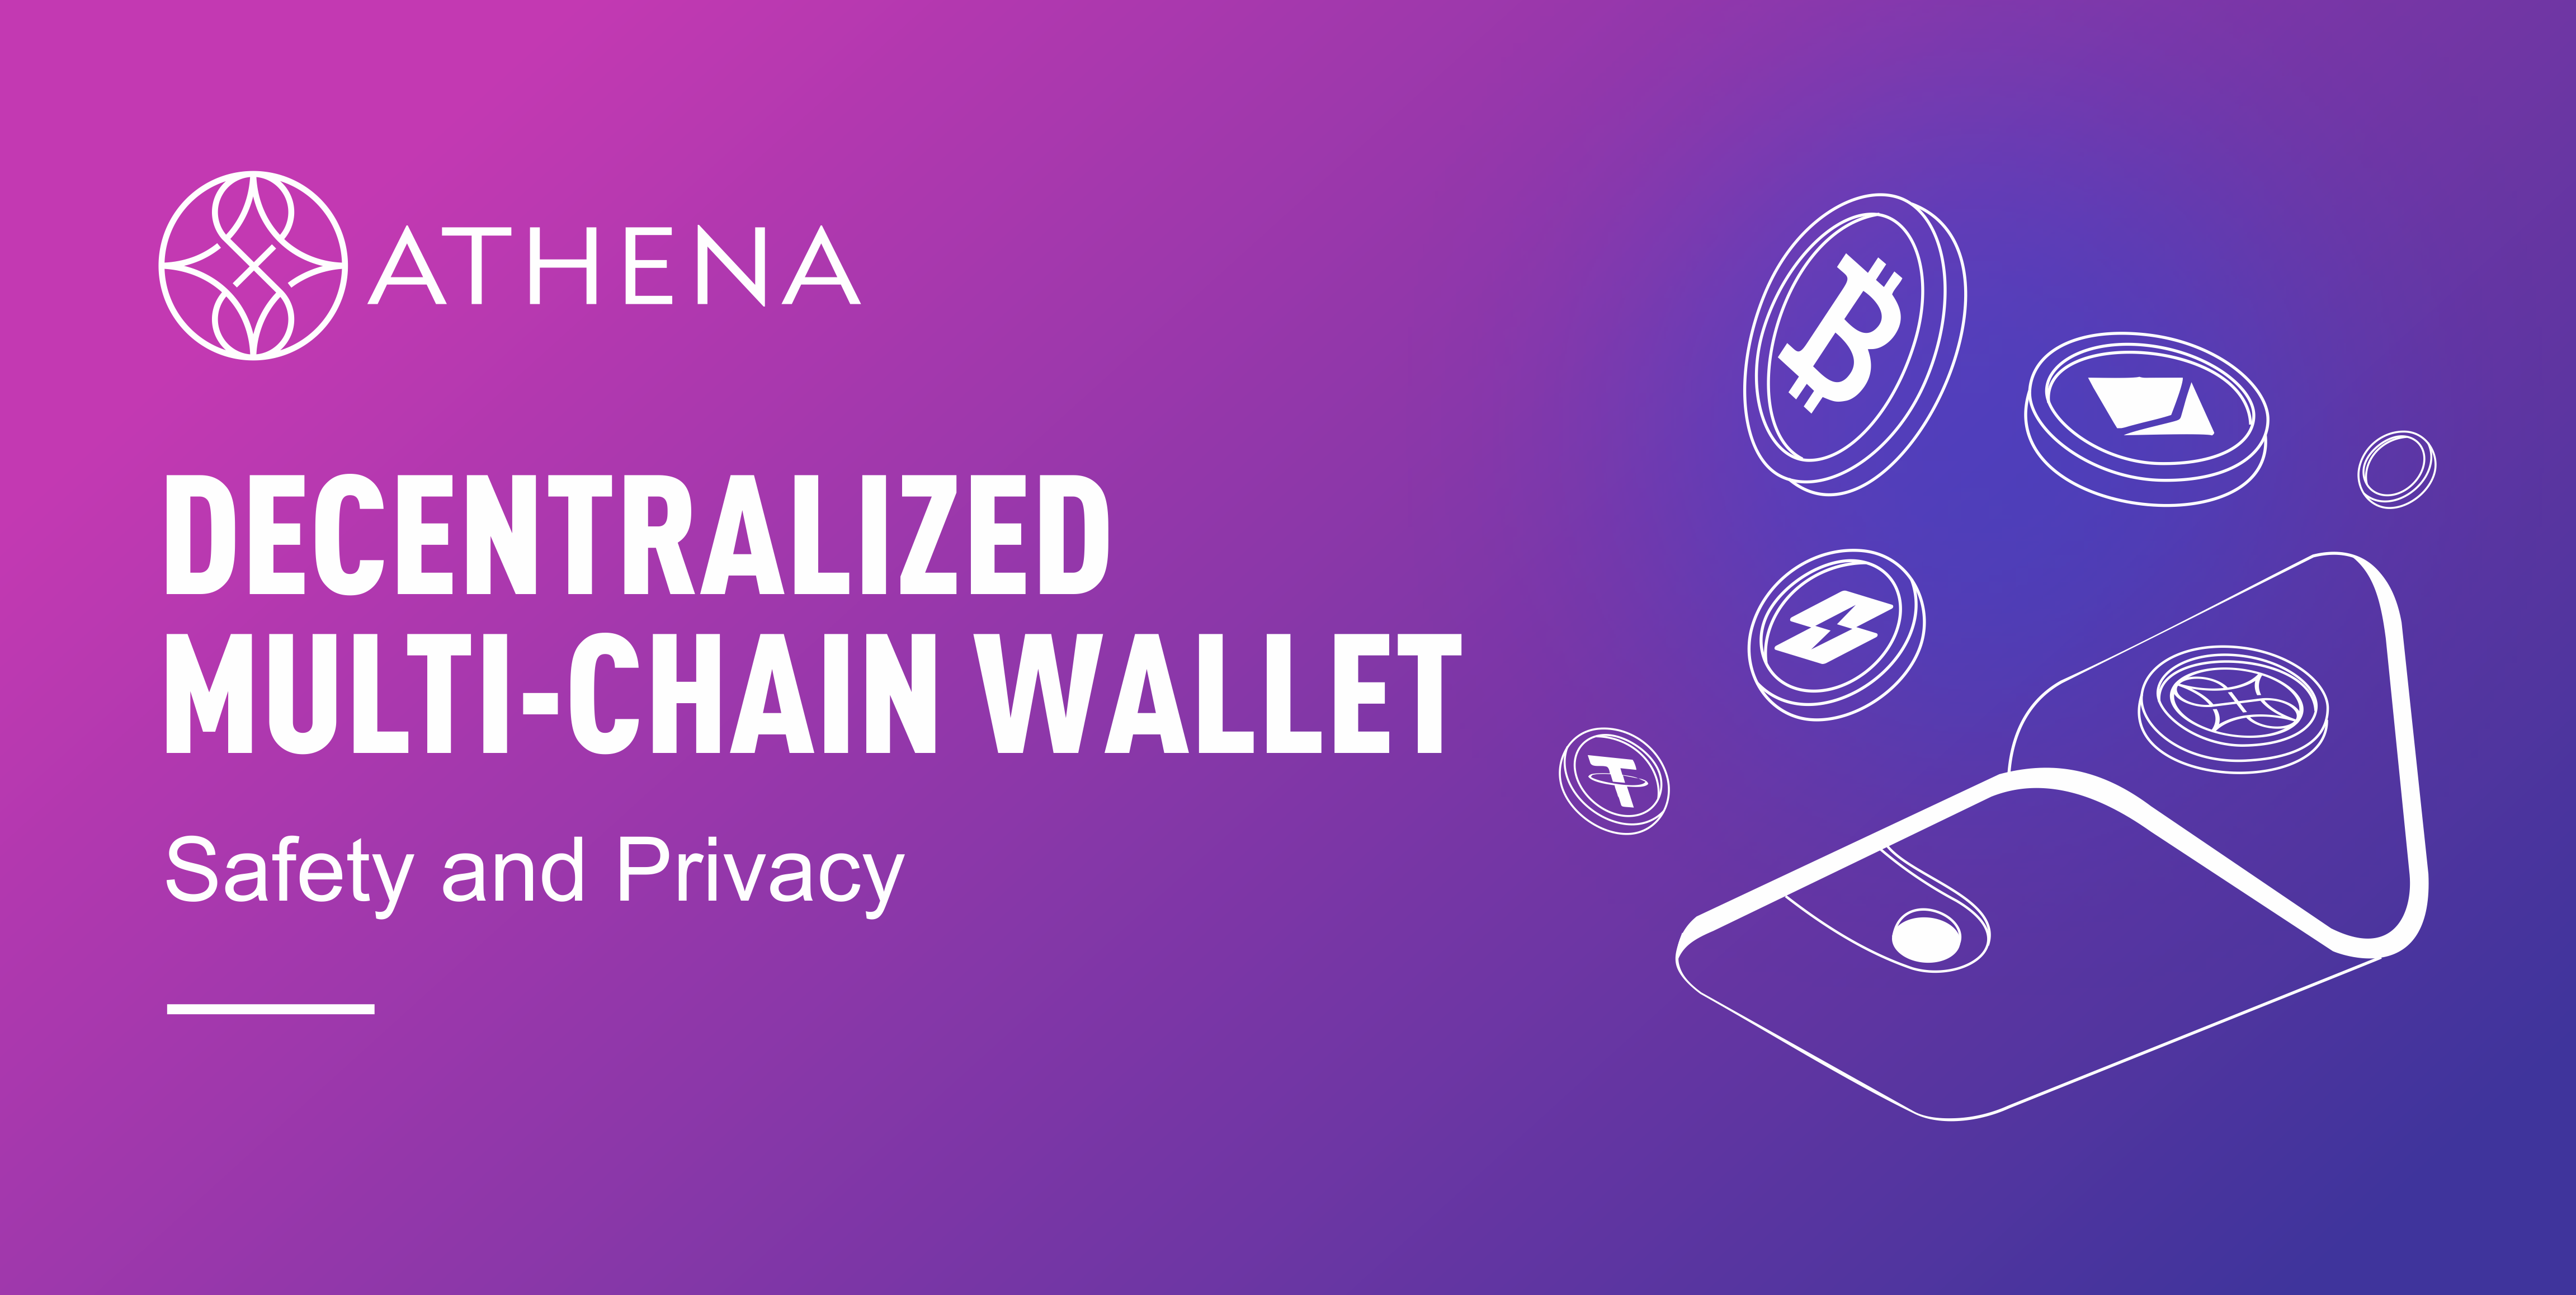 ATHENA
DECENTRALIZED
MULTI-CHAIN WALLET
Safety and Privacy